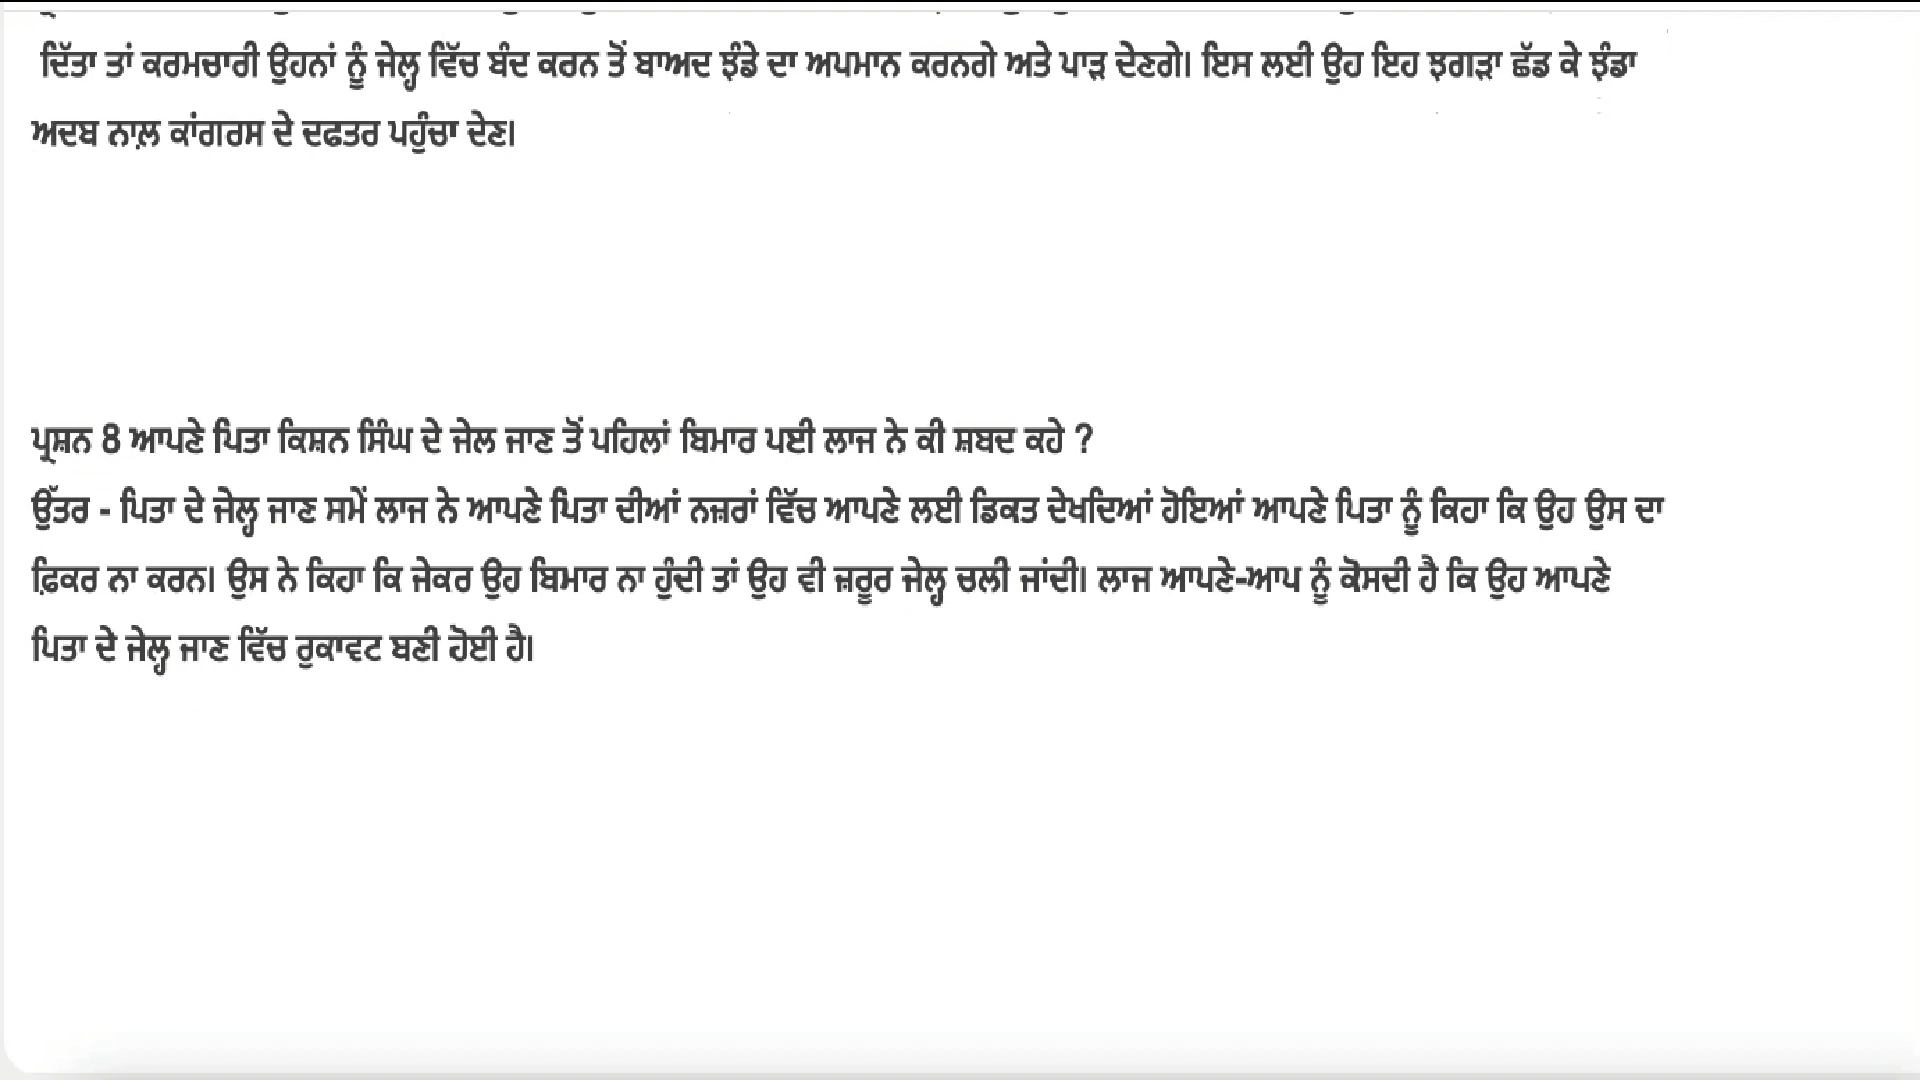 ਦਿੱਤਾ ਤਾਂ ਕਰਮਚਾਰੀ ਉਹਨਾਂ ਨੂੰ ਜੇਲ੍ਹ ਵਿੱਚ ਬੰਦ ਕਰਨ ਤੋਂ ਬਾਅਦ ਝੰਡੇ ਦਾ ਅਪਮਾਨ ਕਰਨਗੇ ਅਤੇ ਪਾੜ ਦੇਣਗੇ। ਇਸ ਲਈ ਉਹ ਇਹ ਝਗੜਾ ਛੱਡ ਕੇ ਝੰਡਾ
ਅਦਬ ਨਾਲ਼ ਕਾਂਗਰਸ ਦੇ ਦਫਤਰ ਪਹੁੰਚਾ ਦੇਣ।
ਪ੍ਰਸ਼ਨ 8 ਆਪਣੇ ਪਿਤਾ ਕਿਸ਼ਨ ਸਿੰਘ ਦੇ ਜੇਲ ਜਾਣ ਤੋਂ ਪਹਿਲਾਂ ਬਿਮਾਰ ਪਈ ਲਾਜ ਨੇ ਕੀ ਸ਼ਬਦ ਕਹੇ ?
ਉੱਤਰ - ਪਿਤਾ ਦੇ ਜੇਲ੍ਹ ਜਾਣ ਸਮੇਂ ਲਾਜ ਨੇ ਆਪਣੇ ਪਿਤਾ ਦੀਆਂ ਨਜ਼ਰਾਂ ਵਿੱਚ ਆਪਣੇ ਲਈ ਫ਼ਿਕਤ ਦੇਖਦਿਆਂ ਹੋਇਆਂ ਆਪਣੇ ਪਿਤਾ ਨੂੰ ਕਿਹਾ ਕਿ ਉਹ ਉਸ ਦਾ
ਫ਼ਿਕਰ ਨਾ ਕਰਨ। ਉਸ ਨੇ ਕਿਹਾ ਕਿ ਜੇਕਰ ਉਹ ਬਿਮਾਰ ਨਾ ਹੁੰਦੀ ਤਾਂ ਉਹ ਵੀ ਜ਼ਰੂਰ ਜੇਲ੍ਹ ਚਲੀ ਜਾਂਦੀ। ਲਾਜ ਆਪਣੇ-ਆਪ ਨੂੰ ਕੋਸਦੀ ਹੈ ਕਿ ਉਹ ਆਪਣੇ
ਪਿਤਾ ਦੇ ਜੇਲ੍ਹ ਜਾਣ ਵਿੱਚ ਰੁਕਾਵਟ ਬਣੀ ਹੋਈ ਹੈ।